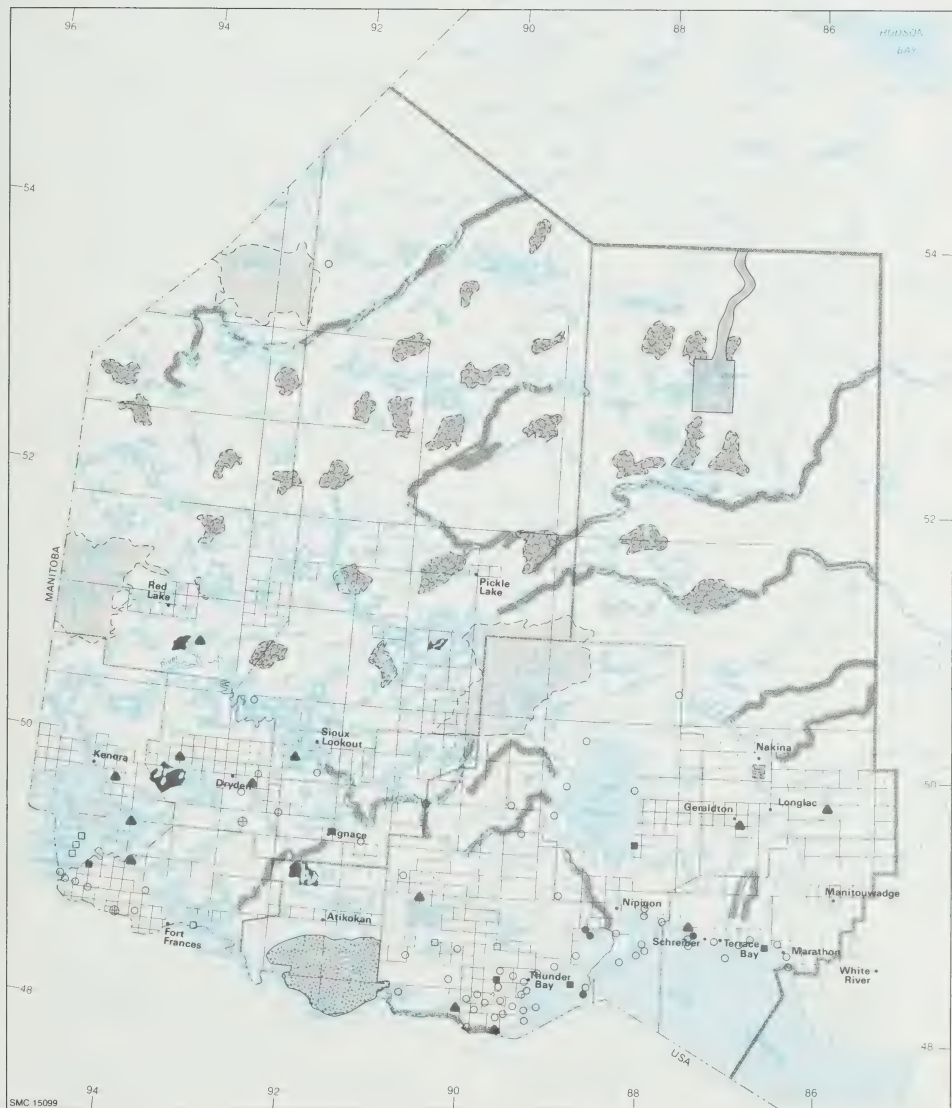 96
94
92
90
88
86
HUDSON
BAY
54
54
52
52
MANITOBA
Red
Lake
Pickle
Lake
50
50
Sioux
Lookout
Kenora
Nakina
Dryden
Geraldton
Longlac
Ignace
Manitouwadge
Nipigon
Atikokan
Fort
Frances
Schreiber
Terrace
Bay
Marathon
Thunder
Bay
White
River
48
48
USA
94
92
90
88
86
SMC 15099